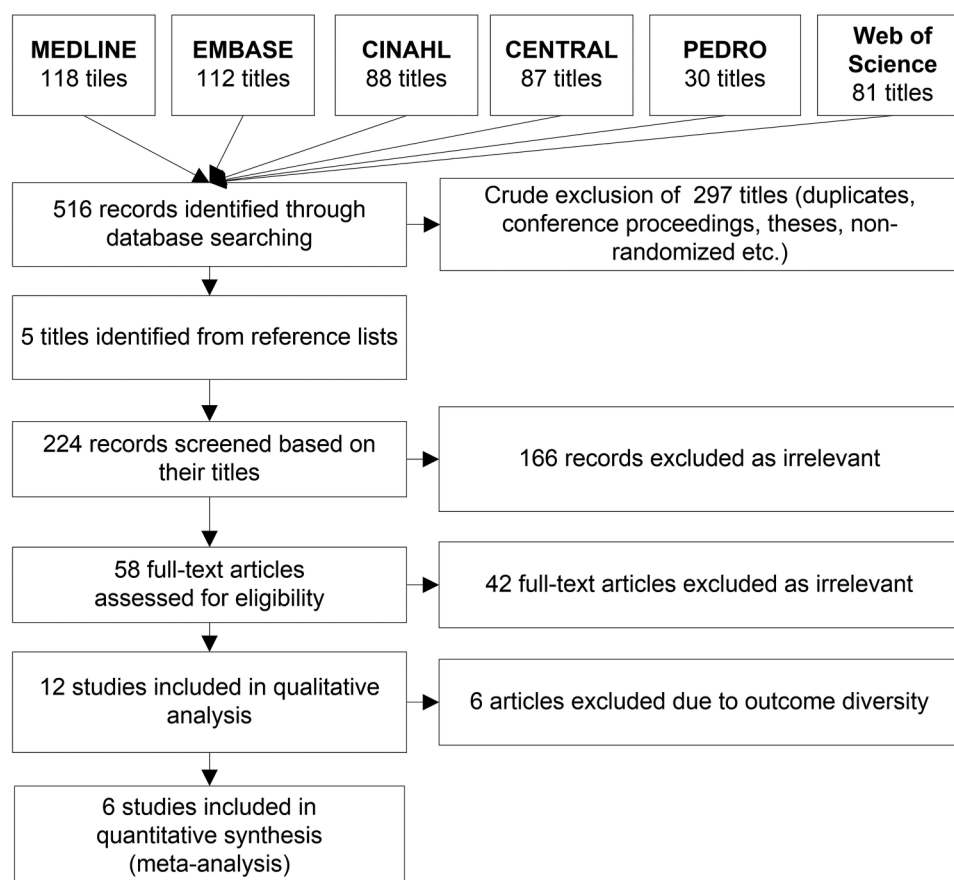 MEDLINE
118 tiles
EMBASE
112 titles
CINAHL
88 titles
CENTRAL
87 titles
PEDRO
30 titles
Web of
Science
81 titles
516 records identified through
database searching
Crude exclusion of  297 titles (duplicates,
conference proceedings, theses, non-
randomized etc.)
5 titles identified from reference lists
224 records screened based on
their titles
166 records excluded as irrelevant
58 full-text articles
assessed for eligibility
42 full-text articles excluded as irrelevant
12 studies included in qualitative
analysis
6 articles excluded due to outcome diversity
6 studies included in
quantitative synthesis
(meta-analysis)